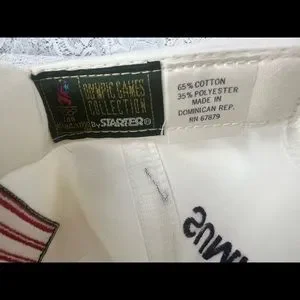 OLYMPIC GAMES
COLLECTION
By STARTER
65% COTTON
35% POLYESTER
MADE IN
DOMINICAN REP.
RN 67879